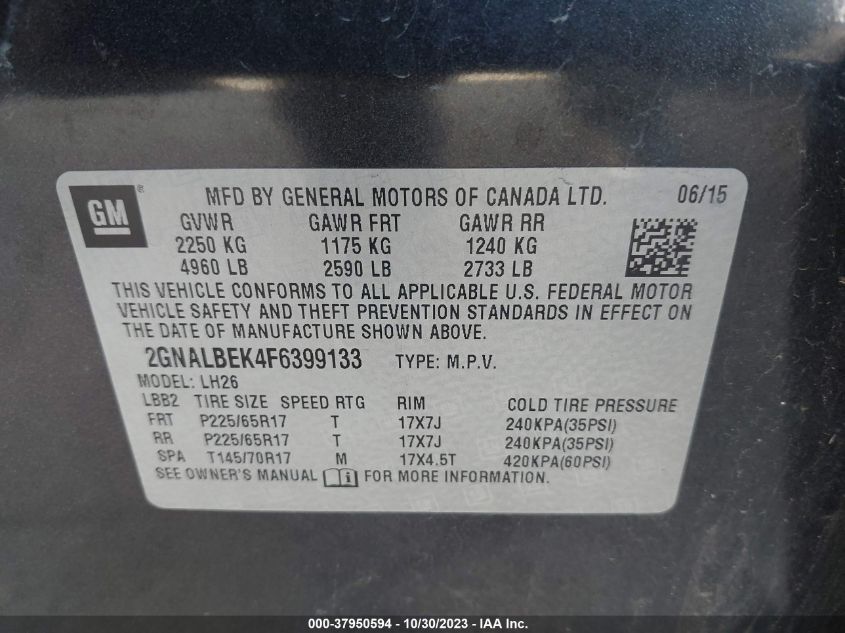 GM ® MFD BY GENERAL MOTORS OF CANADA LTD. 06/15
GVWR GAWR FRT GAWR RR
2250 KG 1175 KG 1240 KG
4960 LB 2590 LB 2733 LB
THIS VEHICLE CONFORMS TO ALL APPLICABLE U.S. FEDERAL MOTOR
VEHICLE SAFETY AND THEFT PREVENTION STANDARDS IN EFFECT ON
THE DATE OF MANUFACTURE SHOWN ABOVE.
2GNALBEK4F6399133 TYPE: M.P.V.
MODEL: LH26
LBB2 TIRE SIZE SPEED RTG RIM COLD TIRE PRESSURE
FRT P225/65R17 T 17X7J 240KPA(35PSI)
RR P225/65R17 T 17X7J 240KPA(35PSI)
SPA T145/70R17 M 17X4.5T 420KPA(60PSI)
SEE OWNER'S MANUAL i FOR MORE INFORMATION.
000-37950594 - 10/30/2023 - IAA Inc.